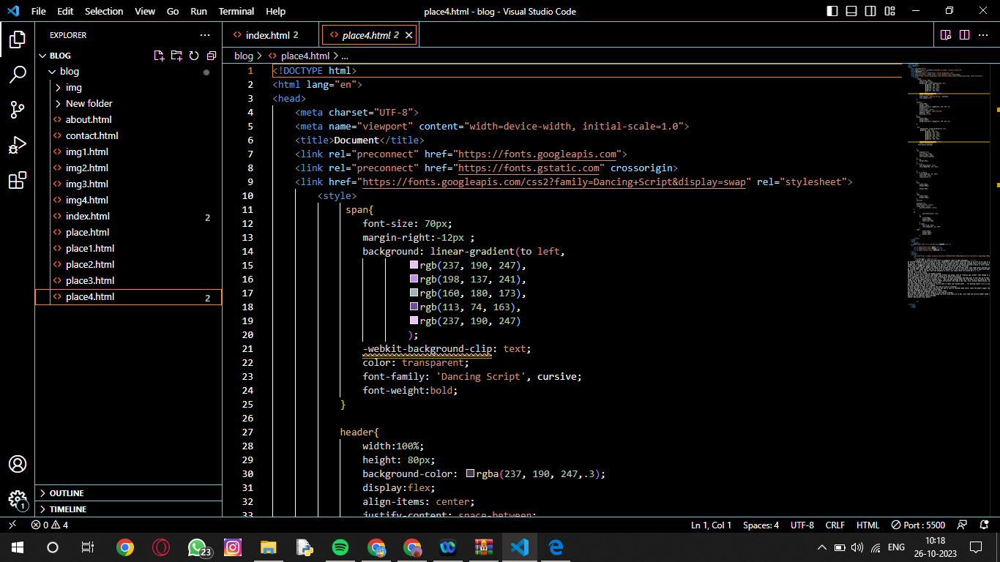 File Edit Selection View Go Run Terminal Help
place4.html - blog - Visual Studio Code
EXPLORER
BLOG
blog
img
New folder
about.html
contact.html
img1.html
img2.html
img3.html
img4.html
index.html 2
place.html
place1.html
place2.html
place3.html
place4.html 2
OUTLINE
TIMELINE
index.html 2 place4.html 2
blog > place4.html > ...
1 <!DOCTYPE html>
2 <html lang="en">
3 <head>
4 <meta charset="UTF-8">
5 <meta name="viewport" content="width=device-width, initial-scale=1.0">
6 <title>Document</title>
7 <link rel="preconnect" href="https://fonts.googleapis.com">
8 <link rel="preconnect" href="https://fonts.gstatic.com" crossorigin>
9 <link href="https://fonts.googleapis.com/css2?family=Dancing+Script&display=swap" rel="stylesheet">
10 <style>
11 span{
12 font-size: 70px;
13 margin-right:-12px ;
14 background: linear-gradient(to left,
15 rgb(237, 190, 247),
16 rgb(198, 137, 241),
17 rgb(160, 180, 173),
18 rgb(113, 74, 163),
19 rgb(237, 190, 247)
20 );
21 -webkit-background-clip: text;
22 color: transparent;
23 font-family: 'Dancing Script', cursive;
24 font-weight:bold;
25 }
26
27 header{
28 width:100%;
29 height: 80px;
30 background-color: rgba(237, 190, 247,.3);
31 display:flex;
32 align-items: center;
33 justify-content: space-between;
1
0 4
Ln 1, Col 1 Spaces: 4 UTF-8 CRLF HTML Port : 5500
23
ENG
10:18
26-10-2023